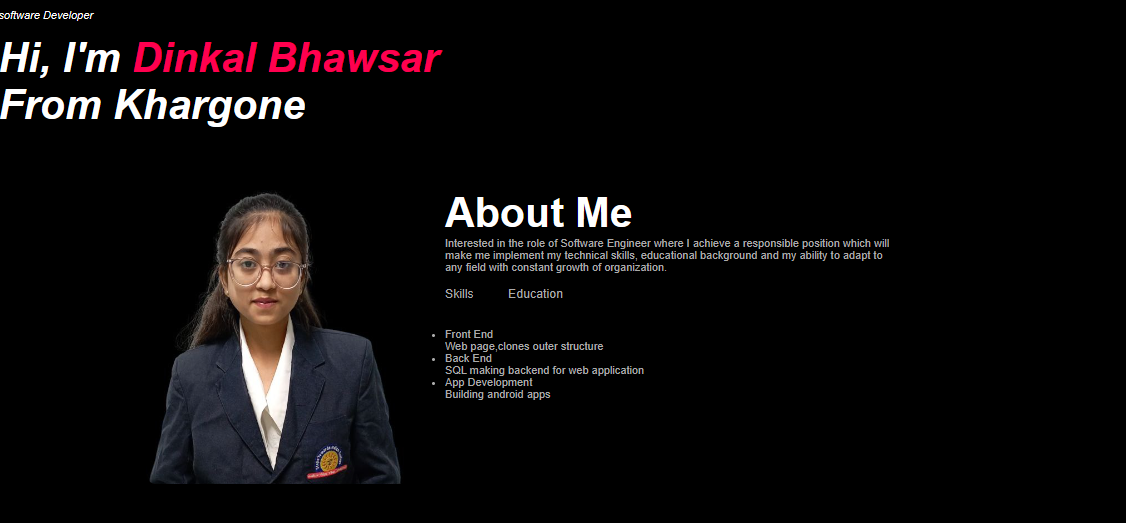 software Developer
Hi, I'm Dinkal Bhawsar
From Khargone
About Me
Interested in the role of Software Engineer where I achieve a responsible position which will
make me implement my technical skills, educational background and my ability to adapt to
any field with constant growth of organization.
Skills Education
Front End
Web page,clones outer structure
Back End
SQL making backend for web application
App Development
Building android apps